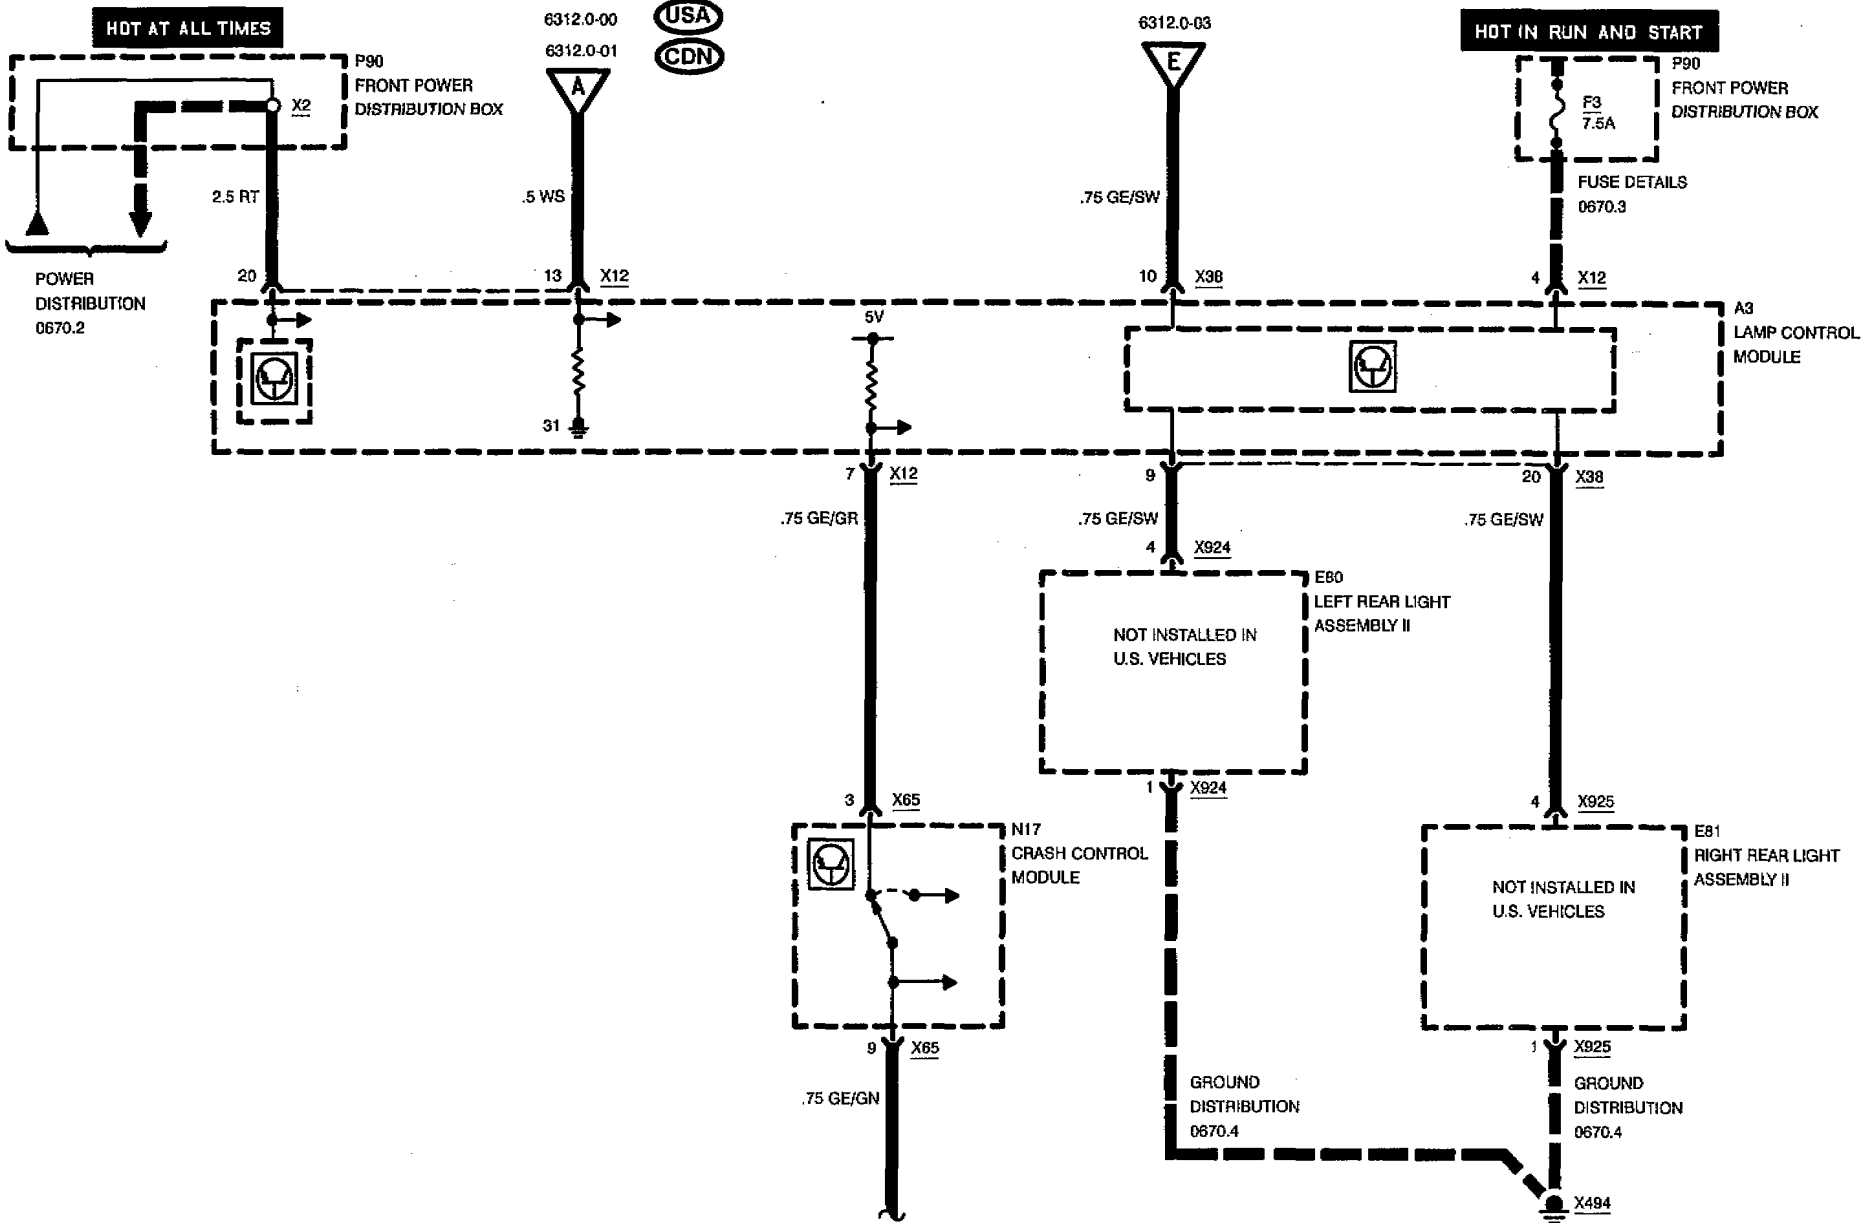 HOT AT ALL TIMES
6312.0-00
6312.0-01
A
USA
CDN
6312.0-03
E
HOT IN RUN AND START
P90
FRONT POWER
DISTRIBUTION BOX
X2
P90
FRONT POWER
DISTRIBUTION BOX
F3
7.5A
2.5 RT
.5 WS
.75 GE/SW
FUSE DETAILS
0670.3
POWER
DISTRIBUTION
0670.2
20
13
X12
10
X38
4
X12
5V
31
A3
LAMP CONTROL
MODULE
7
X12
9
20
X38
.75 GE/GR
.75 GE/SW
.75 GE/SW
4
X924
E80
LEFT REAR LIGHT
ASSEMBLY II
NOT INSTALLED IN
U.S. VEHICLES
1
X924
3
X65
4
X925
N17
CRASH CONTROL
MODULE
E81
RIGHT REAR LIGHT
ASSEMBLY II
NOT INSTALLED IN
U.S. VEHICLES
9
X65
1
X925
.75 GE/GN
GROUND
DISTRIBUTION
0670.4
GROUND
DISTRIBUTION
0670.4
X494